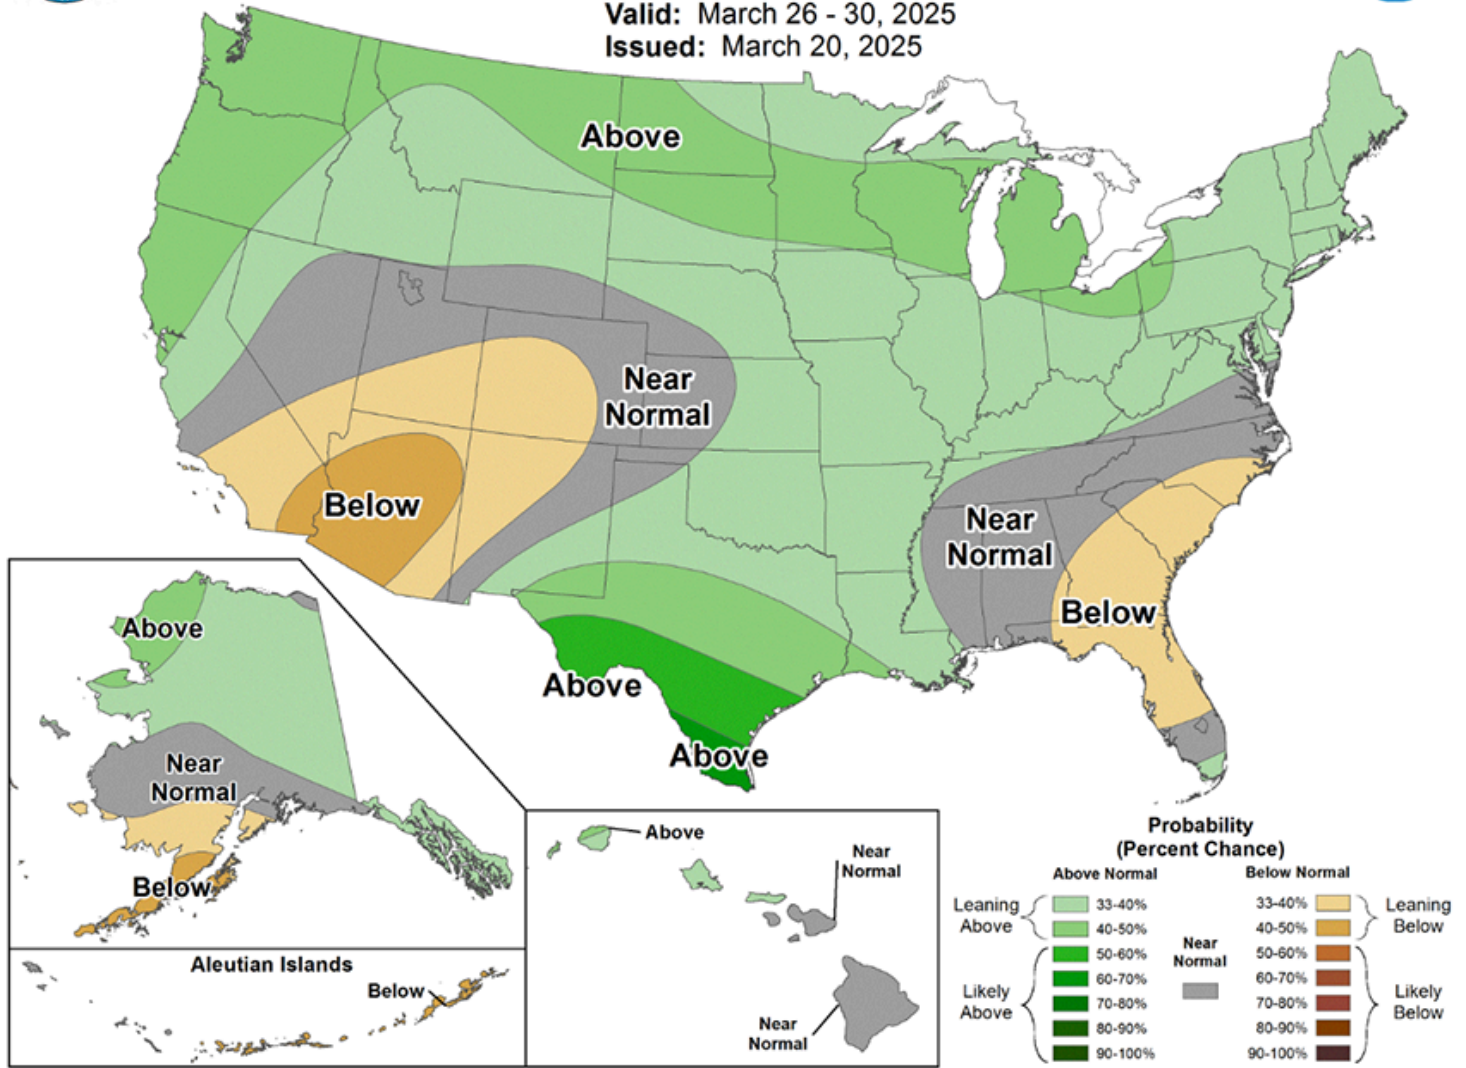 Valid: March 26 - 30, 2025
Issued: March 20, 2025
Above
Near
Normal
Below
Near
Normal
Below
Above
Above
Above
Near
Normal
Below
Aleutian Islands
Below
Above
Near
Normal
Near
Normal
Probability
(Percent Chance)
Above Normal
Below Normal
Leaning
Above
33-40%
40-50%
Likely
Above
50-60%
60-70%
70-80%
80-90%
90-100%
Near
Normal
33-40%
40-50%
Leaning
Below
50-60%
60-70%
70-80%
80-90%
90-100%
Likely
Below